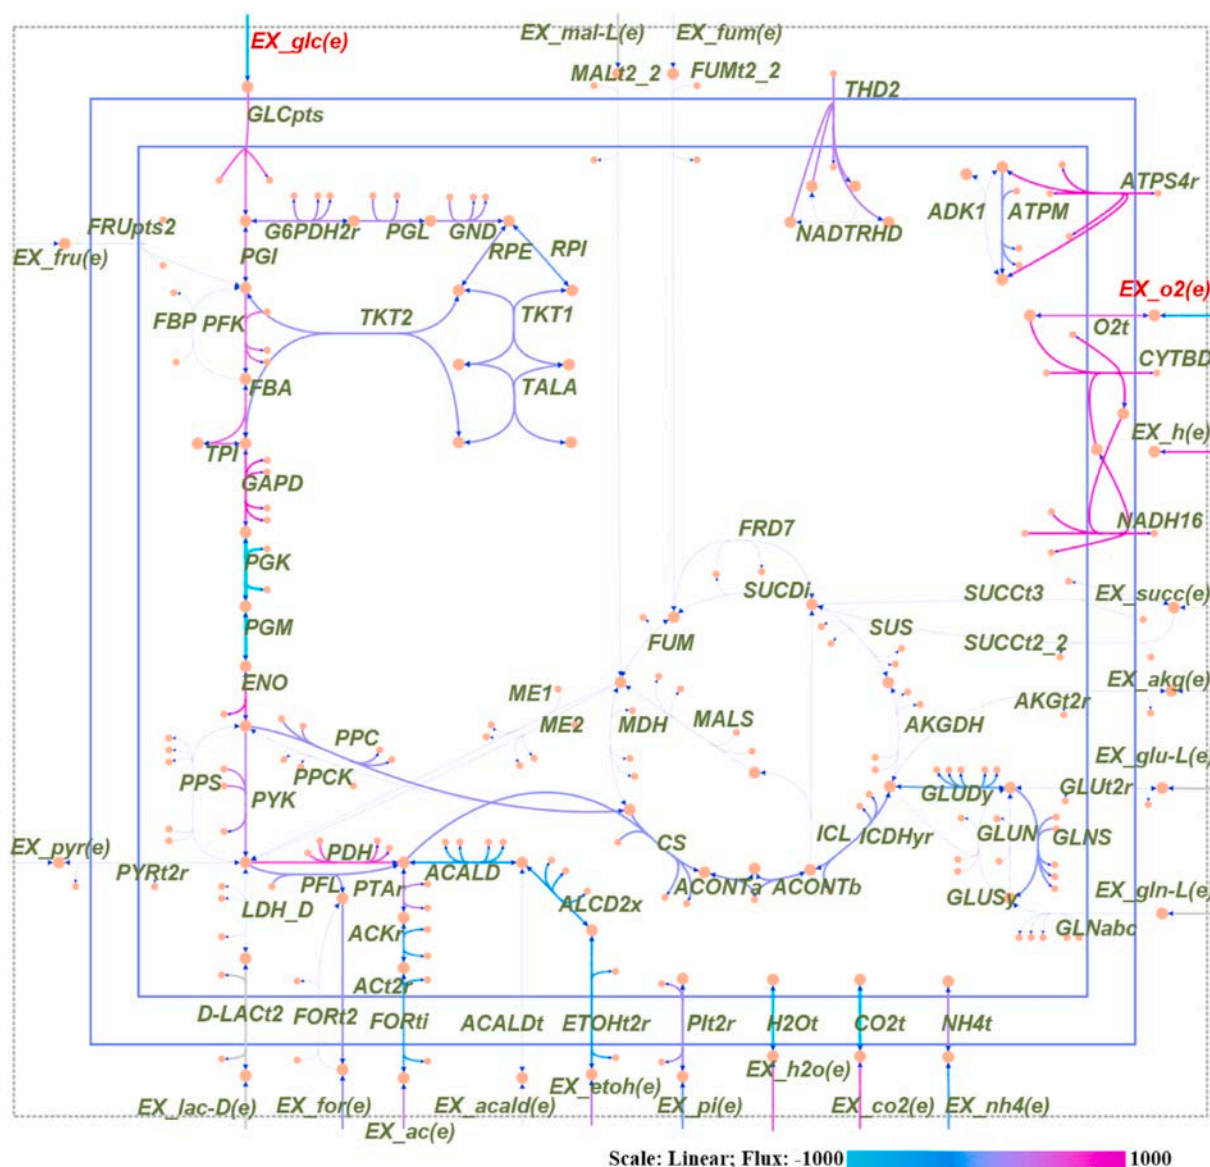 EX_glc(e)
EX_mal-L(e)
EX_fum(e)
MALt2_2
FUMt2_2
THD2
GLCpts
ATPS4r
ADK1
ATPM
FRUpts2
G6PDH2r
PGL
GND
NADTRHD
EX_fru(e)
PGI
RPE
RPI
EX_o2(e)
FBP
PFK
TKT2
TKT1
O2t
CYTBD
FBA
TALA
EX_h(e)
TPI
GAPD
NADH16
FRD7
PGK
SUCDi
SUCCt3
EX_succ(e)
PGM
FUM
SUS
SUCCt2_2
ENO
ME1
ME2
MDH
MALS
AKGDH
AKGt2r
EX_akq(e)
PPC
PPS
PPCK
PYK
EX_glu-L(e)
GLUDy
GLUt2r
ICL
ICDHyr
GLUN
GLNS
EX_pyr(e)
PYRt2r
PDH
PFL
PTAr
ACALD
CS
ACONTa
ACONTb
LDH_D
ALCD2x
GLUSy
EX_gln-L(e)
GLNabc
ACKr
ACt2r
D-LACt2
FORt2
FORti
ACALDt
ETOHt2r
PIt2r
H2Ot
CO2t
NH4t
EX_h2o(e)
EX_lac-D(e)
EX_for(e)
EX_ac(e)
EX_acald(e)
EX_etoh(e)
EX_pi(e)
EX_co2(e)
EX_nh4(e)
Scale: Linear; Flux: -1000 1000